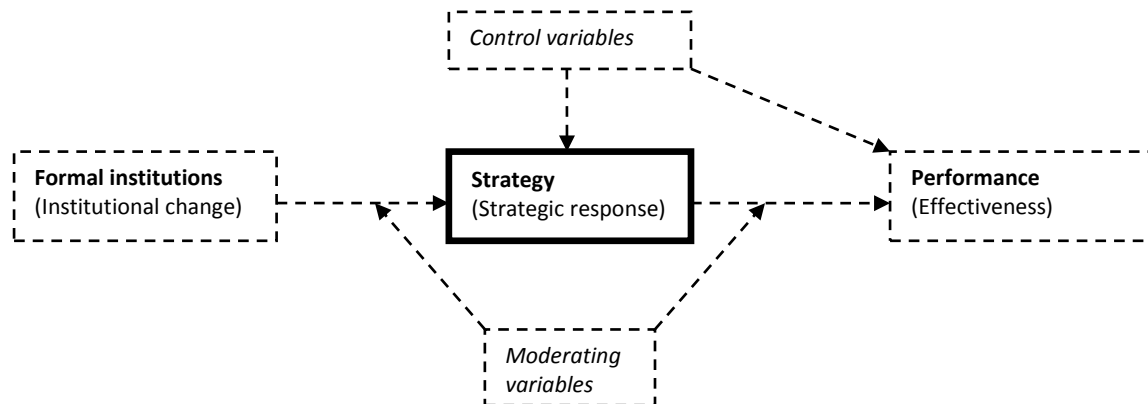 Control variables
Formal institutions
(Institutional change)
Strategy
(Strategic response)
Performance
(Effectiveness)
Moderating
variables